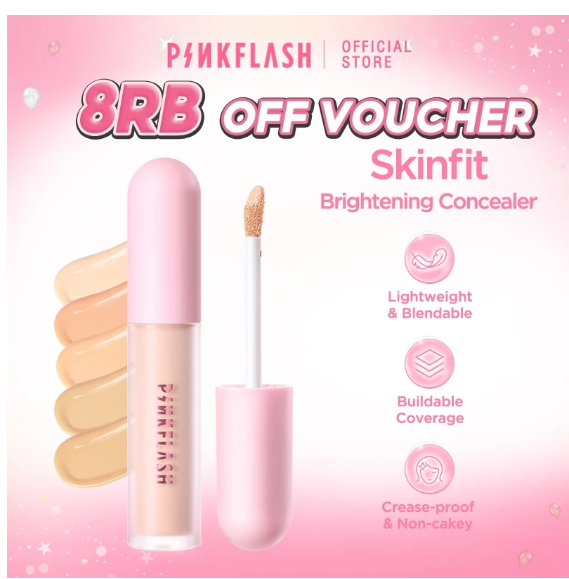 PINKFLASH OFFICIAL
STORE
8RB OFF VOUCHER
Skinfit
Brightening Concealer
Lightweight
& Blendable
Buildable
Coverage
Crease-proof
& Non-cakey
PINKFLASH